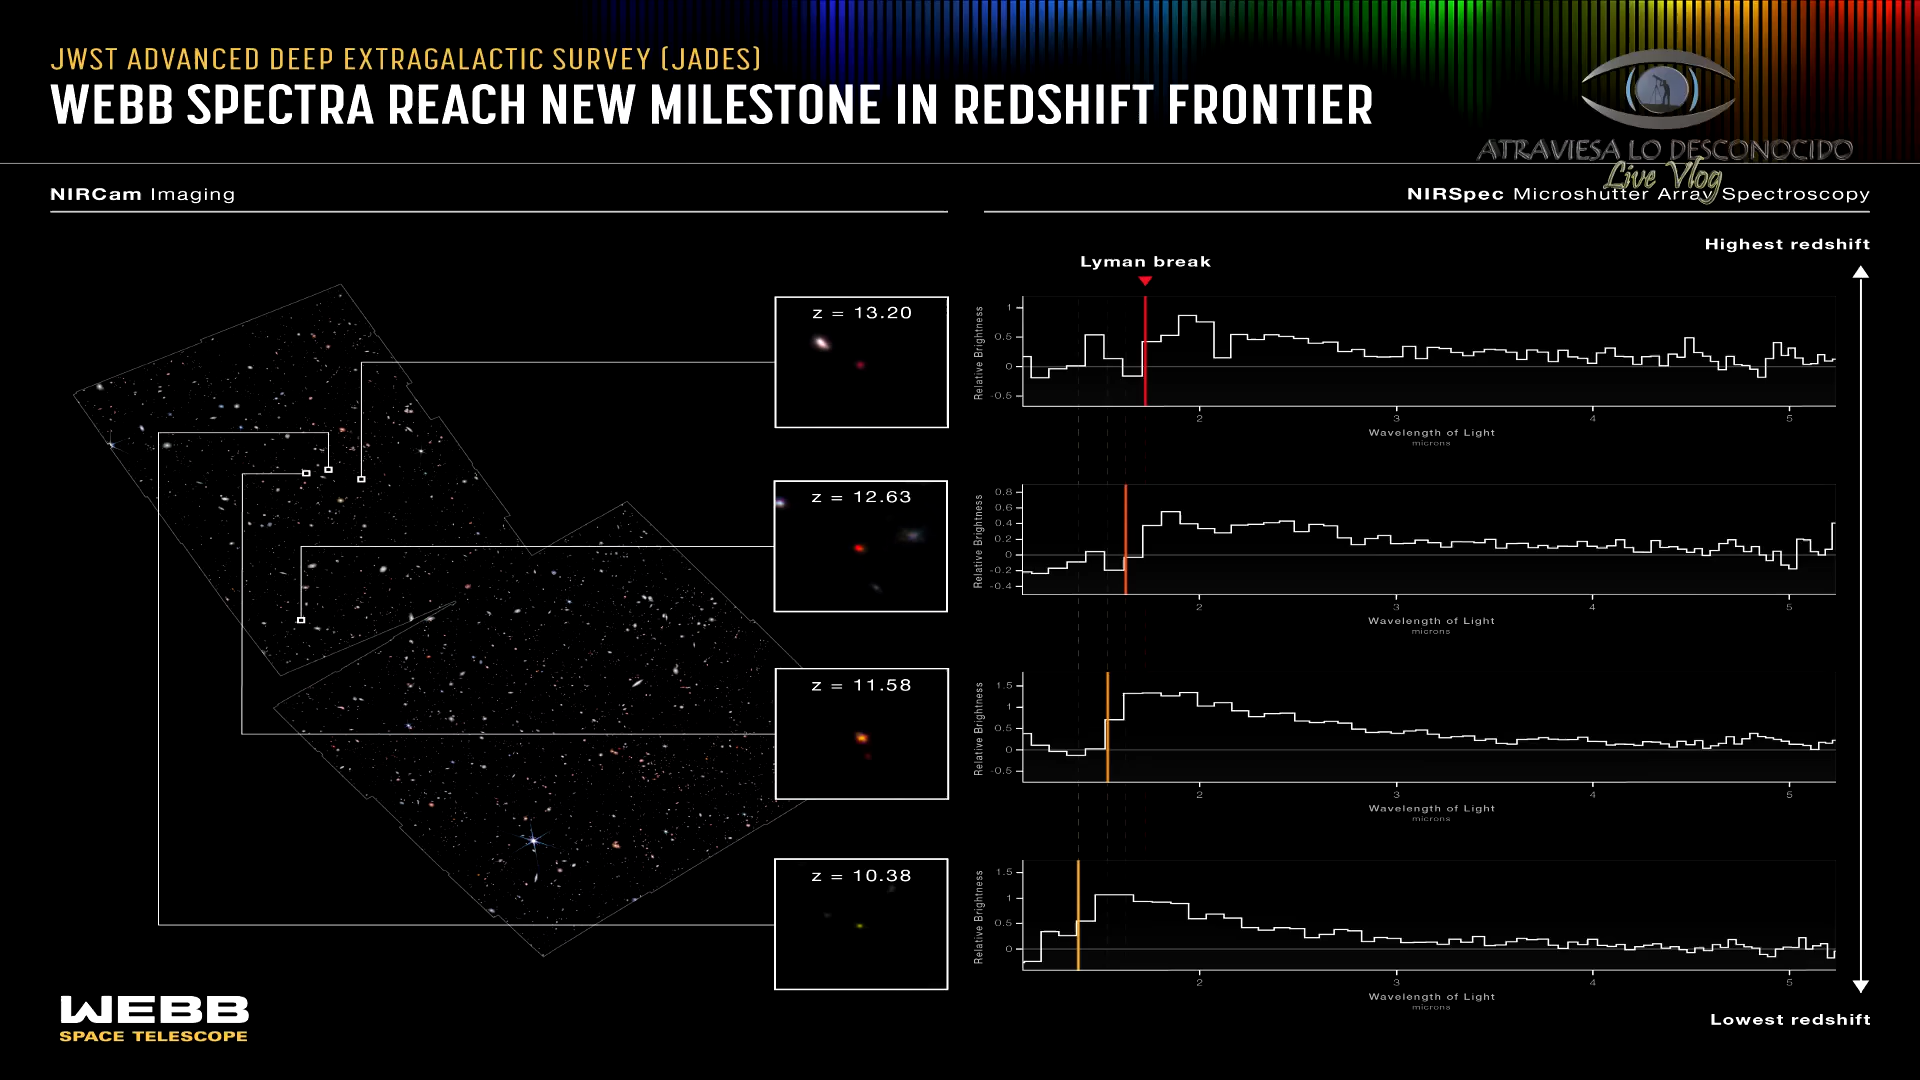 JWST ADVANCED DEEP EXTRAGALACTIC SURVEY (JADES)
WEBB SPECTRA REACH NEW MILESTONE IN REDSHIFT FRONTIER
ATRAVIESA LO DESCONOCIDO
Live Vlog
NIRCam Imaging
NIRSpec Microshutter Array Spectroscopy
Highest redshift
Lyman break
z = 13.20
Relative Brightness
1
0.5
0
-0.5
2 3 4 5
Wavelength of Light
microns
z = 12.63
Relative Brightness
0.8
0.6
0.4
0.2
0
-0.2
-0.4
2 3 4 5
Wavelength of Light
microns
z = 11.58
Relative Brightness
1.5
1
0.5
0
-0.5
2 3 4 5
Wavelength of Light
microns
z = 10.38
Relative Brightness
1.5
1
0.5
0
2 3 4 5
Wavelength of Light
microns
Lowest redshift
WEBB
SPACE TELESCOPE